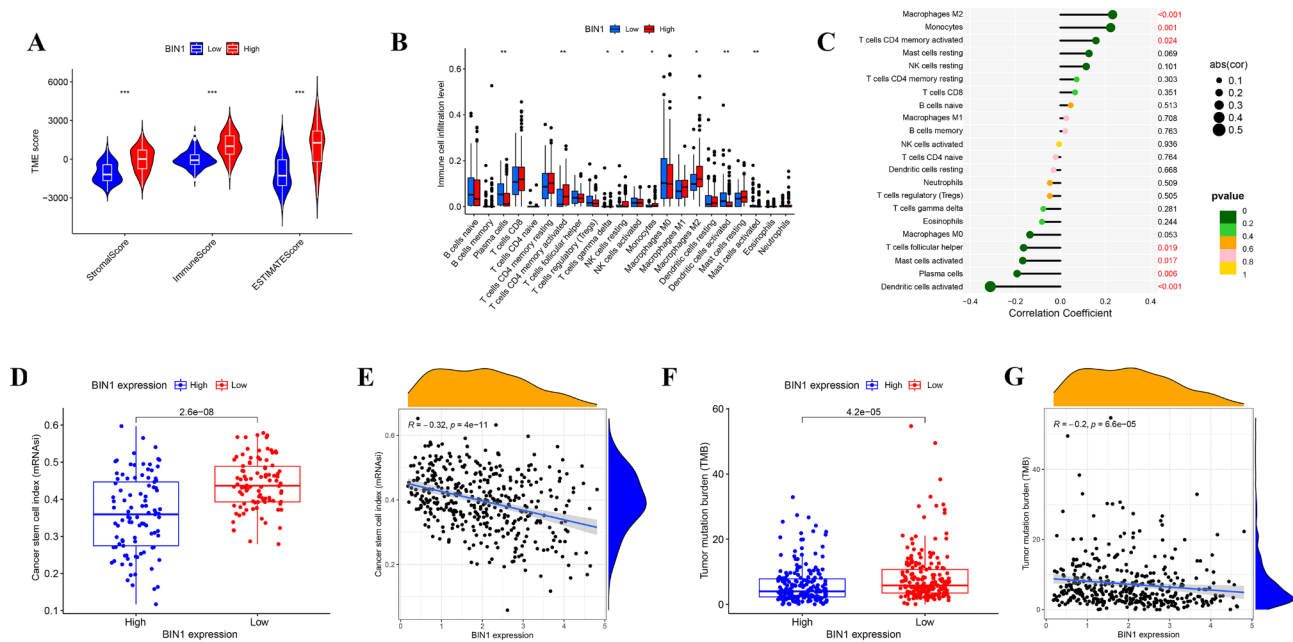 A
BIN1 Low High
TME score
6000
3000
0
−3000
*** *** ***
StromalScore
ImmuneScore
ESTIMATEScore
B
BIN1 Low High
Immune cell infiltration level
0.6
0.4
0.2
0.0
** ** * * * * ** **
B cells naive
B cells memory
Plasma cells
T cells CD8
T cells CD4 naive
T cells CD4 memory resting
T cells CD4 memory activated
T cells follicular helper
T cells regulatory (Tregs)
T cells gamma delta
NK cells resting
NK cells activated
Monocytes
Macrophages M0
Macrophages M1
Macrophages M2
Dendritic cells resting
Dendritic cells activated
Mast cells resting
Mast cells activated
Eosinophils
Neutrophils
C
Macrophages M2 <0.001
Monocytes 0.001
T cells CD4 memory activated 0.024
Mast cells resting 0.069
NK cells resting 0.101
T cells CD4 memory resting 0.303
T cells CD8 0.351
B cells naive 0.513
Macrophages M1 0.708
B cells memory 0.763
NK cells activated 0.936
T cells CD4 naive 0.764
Dendritic cells resting 0.668
Neutrophils 0.509
T cells regulatory (Tregs) 0.505
T cells gamma delta 0.281
Eosinophils 0.244
Macrophages M0 0.053
T cells follicular helper 0.019
Mast cells activated 0.017
Plasma cells 0.006
Dendritic cells activated <0.001
−0.4 −0.2 0.0 0.2 0.4
Correlation Coefficient
abs(cor)
0.1
0.2
0.3
0.4
0.5
pvalue
0
0.2
0.4
0.6
0.8
1
D
BIN1 expression High Low
2.6e−08
Cancer stem cell index (mRNAsi)
0.6
0.5
0.4
0.3
0.2
0.1
High Low
BIN1 expression
E
R = −0.32, p = 4e−11
Cancer stem cell index (mRNAsi)
0.6
0.4
0.2
0 1 2 3 4 5
BIN1 expression
F
BIN1 expression High Low
4.2e−05
Tumor mutation burden (TMB)
60
40
20
0
High Low
BIN1 expression
G
R = −0.2, p = 6.6e−05
Tumor mutation burden (TMB)
40
20
0
0 1 2 3 4 5
BIN1 expression